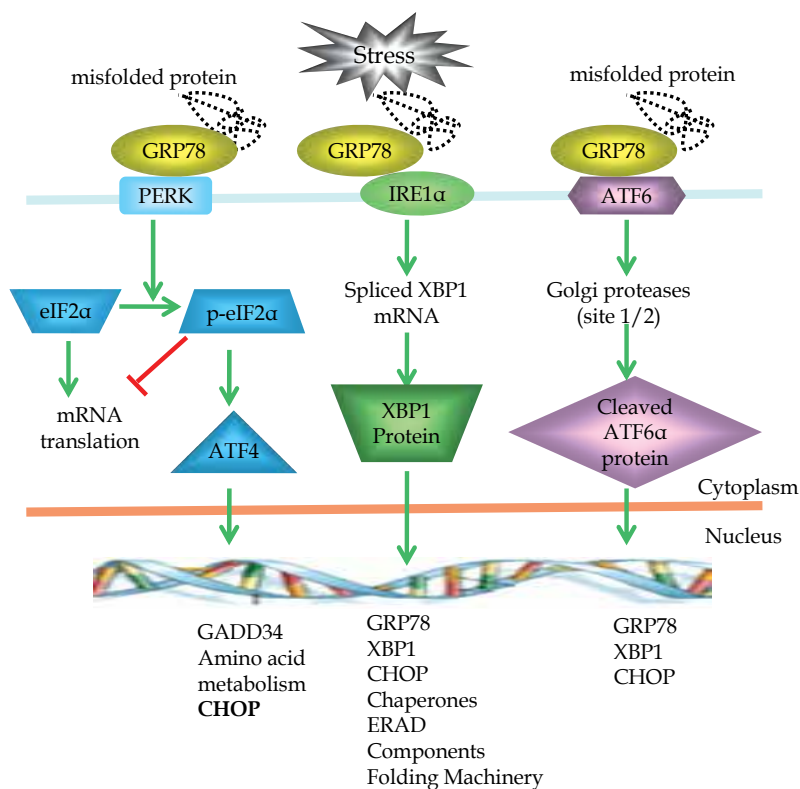 Stress
misfolded protein
misfolded protein
GRP78
GRP78
GRP78
PERK
IRE1α
ATF6
eIF2α
p-eIF2α
Spliced XBP1
mRNA
Golgi proteases
(site 1/2)
mRNA
translation
ATF4
XBP1
Protein
Cleaved
ATF6α
protein
Cytoplasm
Nucleus
GADD34
Amino acid
metabolism
CHOP
GRP78
XBP1
CHOP
Chaperones
ERAD
Components
Folding Machinery
GRP78
XBP1
CHOP